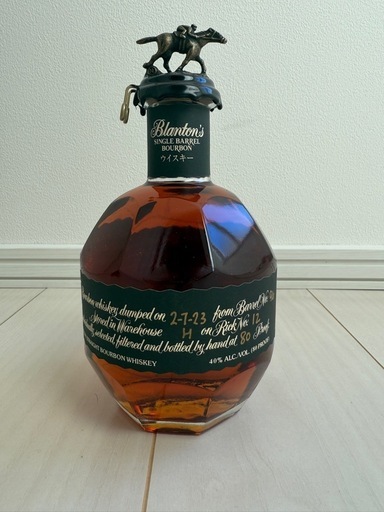 Blanton's
SINGLE BARREL
BOURBON
ウイスキー
whiskey dumped on 2-7-23 from Barrel No.
Stored in Warehouse H on Rick No. 12
selected, filtered and bottled by hand at 80 Proof
BOURBON WHISKEY 40% ALC./VOL. (80 PROOF)